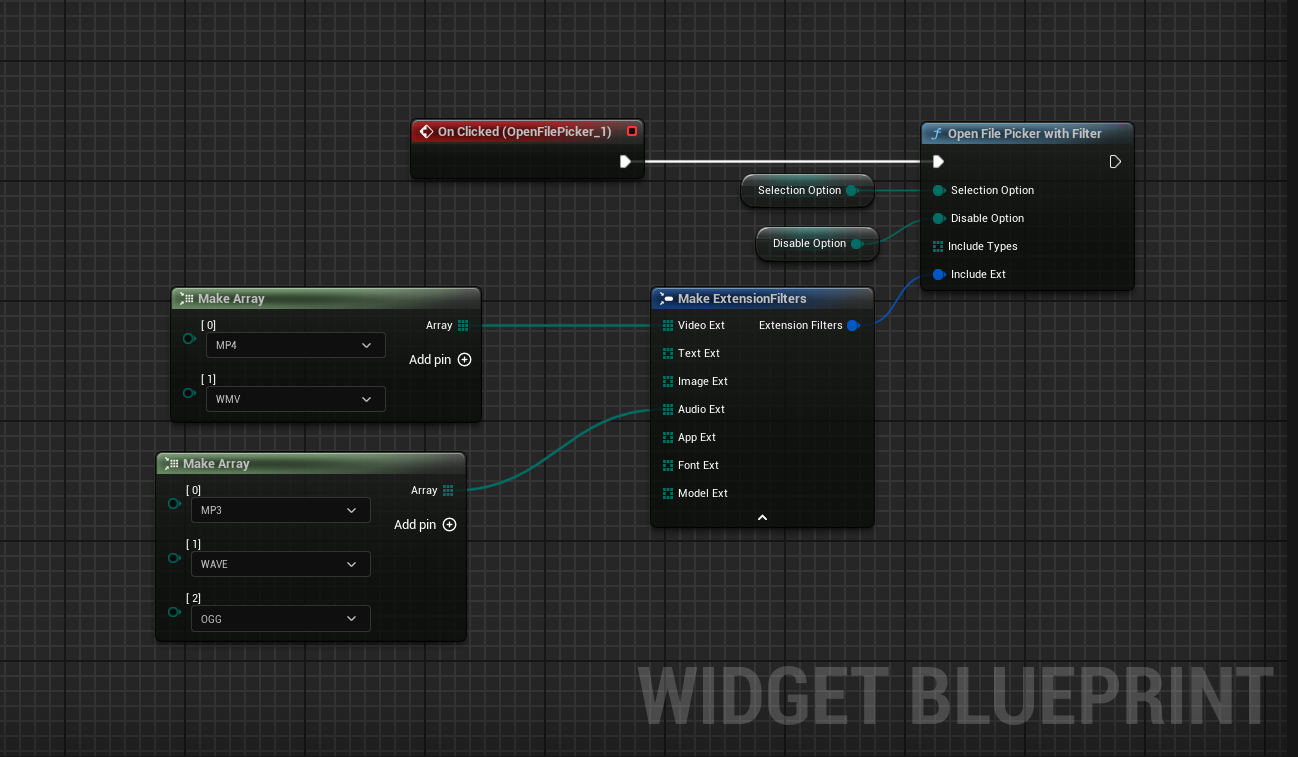 On Clicked (OpenFilePicker_1)
Open File Picker with Filter
Selection Option
Selection Option
Disable Option
Disable Option
Include Types
Include Ext
Make Array
[ 0]
Array
MP4
Add pin
[ 1]
WMV
Make ExtensionFilters
Video Ext
Extension Filters
Text Ext
Image Ext
Audio Ext
App Ext
Font Ext
Model Ext
Make Array
[ 0]
Array
MP3
Add pin
[ 1]
WAVE
[ 2]
OGG
WIDGET BLUEPRINT